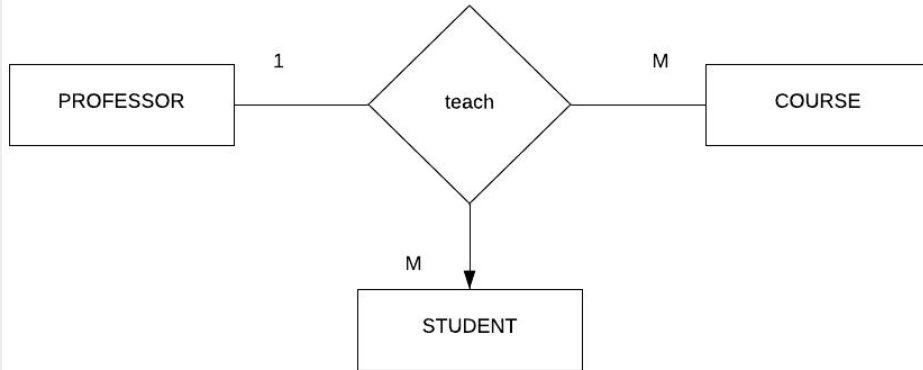 1
M
PROFESSOR
teach
COURSE
M
STUDENT